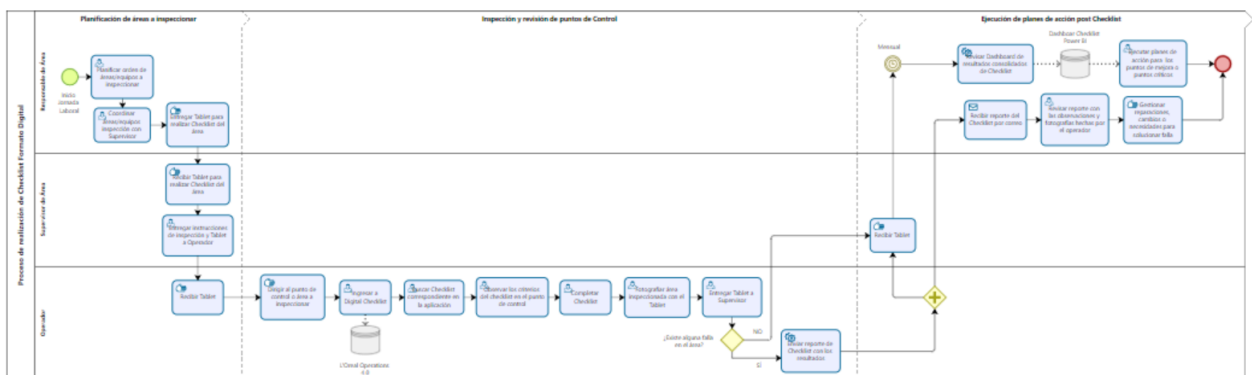 Planificación de áreas a inspeccionar
Inspección y revisión de puntos de Control
Ejecución de planes de acción post Checklist
Proceso de realización de Checklist Formato Digital
Responsable de Área
Inicio
Jornada
Laboral
Planificar orden de
áreas/equipos a
inspeccionar
Coordinar
áreas/equipos
inspección con
Supervisor
Entregar Tablet para
realizar Checklist del
área
Mensual
Revisar Dashboard de
resultados consolidados
de Checklist
Dashboar Checklist
Power BI
Ejecutar planes de
acción para los
puntos de mejora o
puntos críticos
Recibir reporte del
Checklist por correo
Revisar reporte con
las observaciones y
fotografías hechas por
el operador
Gestionar
reparaciones,
cambios o
necesidades para
solucionar falla
Supervisor de Área
Recibir Tablet para
realizar Checklist del
área
Entregar instrucciones
de inspección y Tablet
a Operador
Recibir Tablet
Operador
Recibir Tablet
Dirigir al punto de
control o área a
inspeccionar
Ingresar a
Digital Checklist
L'Oreal Operations
4.0
Buscar Checklist
correspondiente en
la aplicación
Observar los criterios
del checklist en el punto
de control
Completar
Checklist
Fotografiar área
inspeccionada con el
Tablet
Entregar Tablet a
Supervisor
¿Existe alguna falla
en el área?
NO
SÍ
Enviar reporte de
Checklist con los
resultados